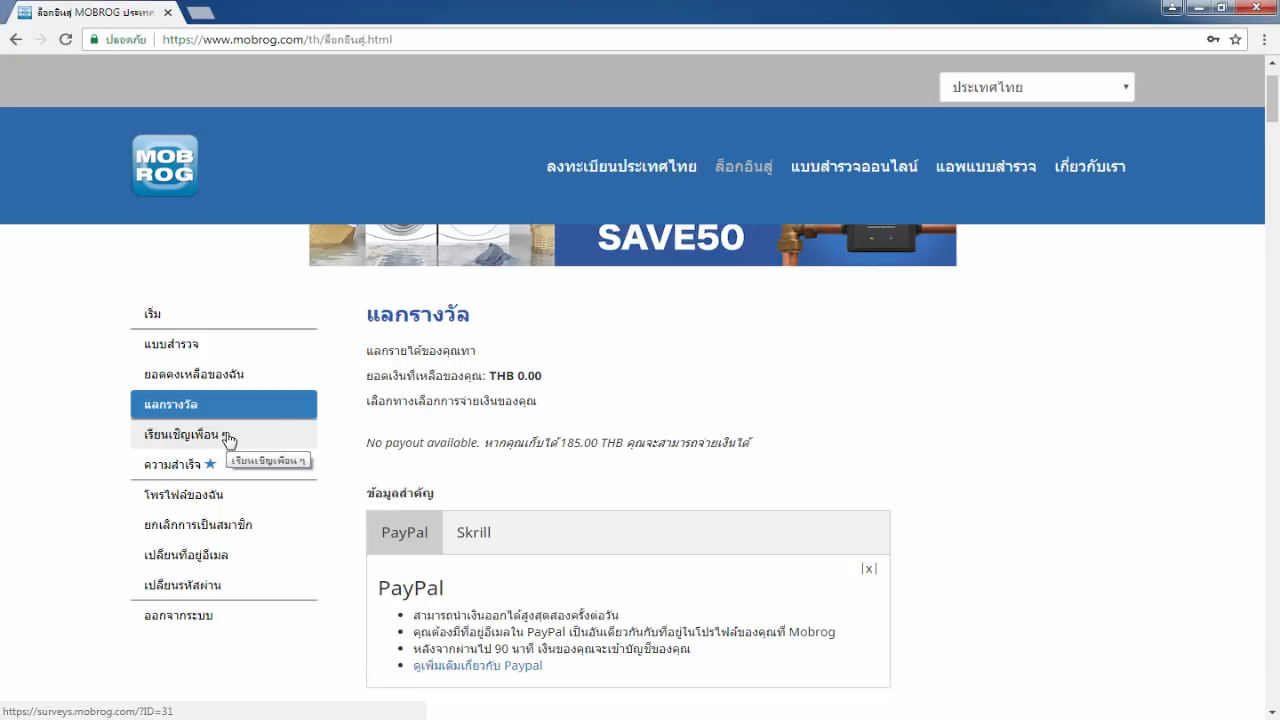 ล็อกอินสู่ MOBROG ประเทศ
ปลอดภัย
https://www.mobrog.com/th/ล็อกอินสู่.html
ประเทศไทย
MOB
ROG
ลงทะเบียนประเทศไทย ล็อกอินสู่ แบบสำรวจออนไลน์ แอพแบบสำรวจ เกี่ยวกับเรา
SAVE50
เริ่ม
แบบสำรวจ
ยอดคงเหลือของฉัน
แลกรางวัล
เรียนเชิญเพื่อน ๆ
เรียนเชิญเพื่อน ๆ
ความสำเร็จ
โพรไฟล์ของฉัน
ยกเลิกการเป็นสมาชิก
เปลี่ยนที่อยู่อีเมล
เปลี่ยนรหัสผ่าน
ออกจากระบบ
แลกรางวัล
แลกรายได้ของคุณทา
ยอดเงินที่เหลือของคุณ: THB 0.00
เลือกทางเลือกการจ่ายเงินของคุณ
No payout available. หากคุณเก็บได้ 185.00 THB คุณจะสามารถจ่ายเงินได้
ข้อมูลสำคัญ
PayPal Skrill
|x|
PayPal
สามารถนำเงินออกได้สูงสุดสองครั้งต่อวัน
คุณต้องมีที่อยู่อีเมลใน PayPal เป็นอันเดียวกันกับที่อยู่ในโปรไฟล์ของคุณที่ Mobrog
หลังจากผ่านไป 90 นาที เงินของคุณจะเข้าบัญชีของคุณ
ดูเพิ่มเติมเกี่ยวกับ Paypal
https://surveys.mobrog.com/?ID=31